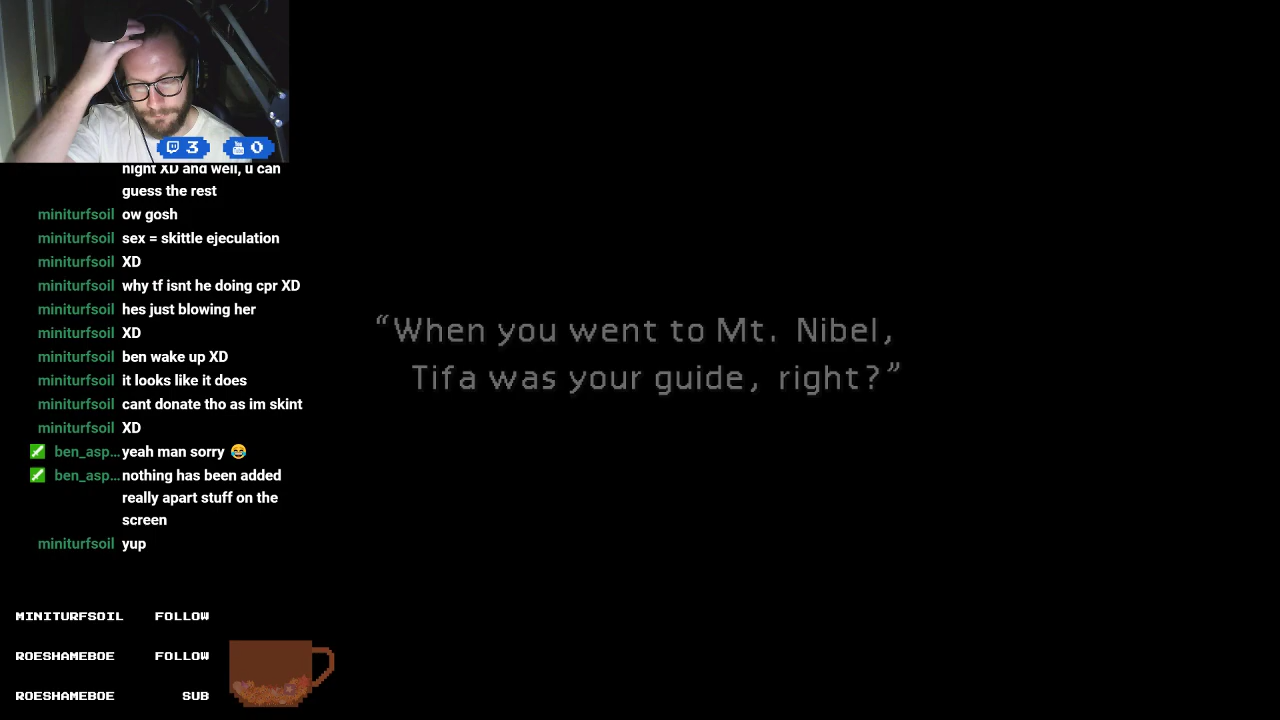 3 0
night XD and well, u can
guess the rest
miniturfsoil ow gosh
miniturfsoil sex = skittle ejeculation
miniturfsoil XD
miniturfsoil why tf isnt he doing cpr XD
miniturfsoil hes just blowing her
miniturfsoil XD
miniturfsoil ben wake up XD
miniturfsoil it looks like it does
miniturfsoil cant donate tho as im skint
miniturfsoil XD
ben_asp... yeah man sorry 😂
ben_asp... nothing has been added
really apart stuff on the
screen
miniturfsoil yup
“When you went to Mt. Nibel,
Tifa was your guide, right?”
MINITURFSOIL FOLLOW
ROESHAMEBOE FOLLOW
ROESHAMEBOE SUB